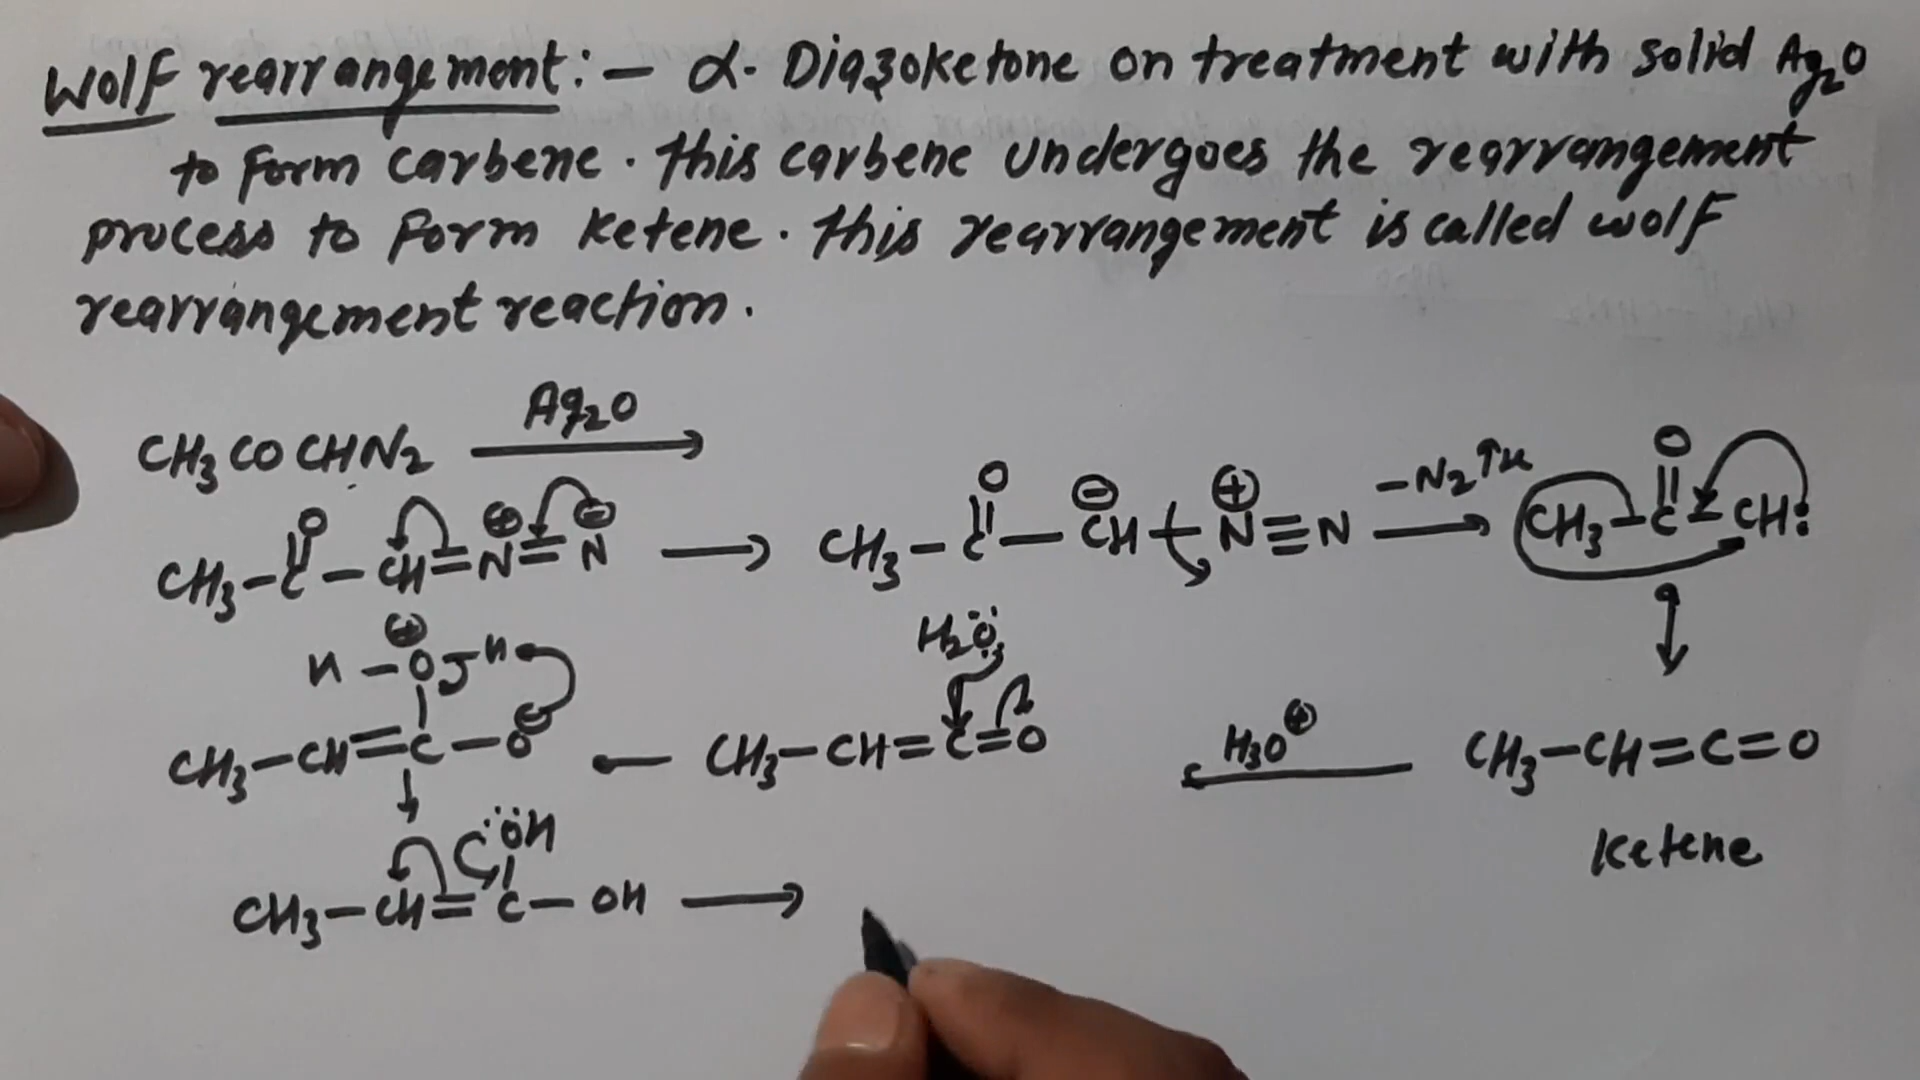 Wolf rearrangement:- α. Diazoketone on treatment with solid Ag2O
to form carbene. this carbene undergoes the rearrangement
process to form ketene. this rearrangement is called wolf
rearrangement reaction.
CH3COCHN2 Ag2O →
CH3-C(=O)-CH=N⊕=N⊖ → CH3-C(=O)-CH⊖-N⊕≡N -N2↑ → CH3-C(=O)-CH:
H-O⊕-H H2O
CH3-CH=C-O⊖ ← CH3-CH=C=O ← H3O⊕ CH3-CH=C=O
Ketene
OH
CH3-CH=C-OH →